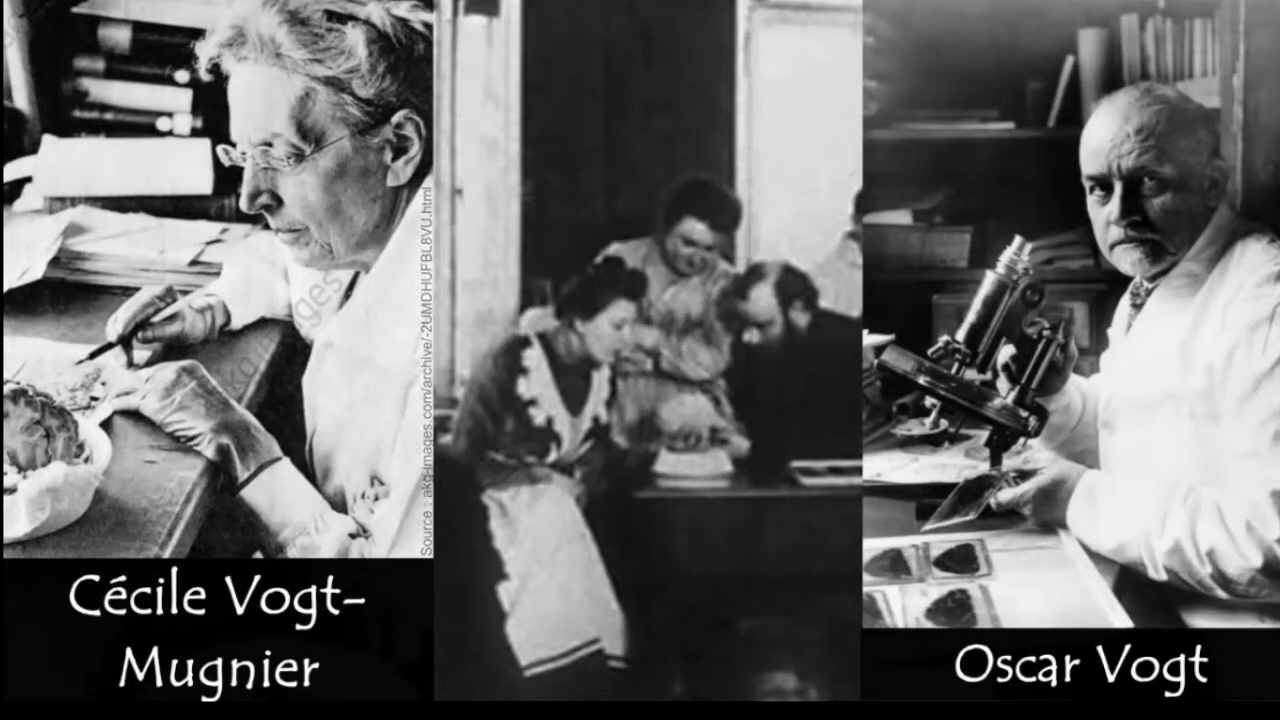 Cécile Vogt-
Mugnier
Source : akg-images.com/archive/-2UMDHUFBL8VU.html
Oscar Vogt